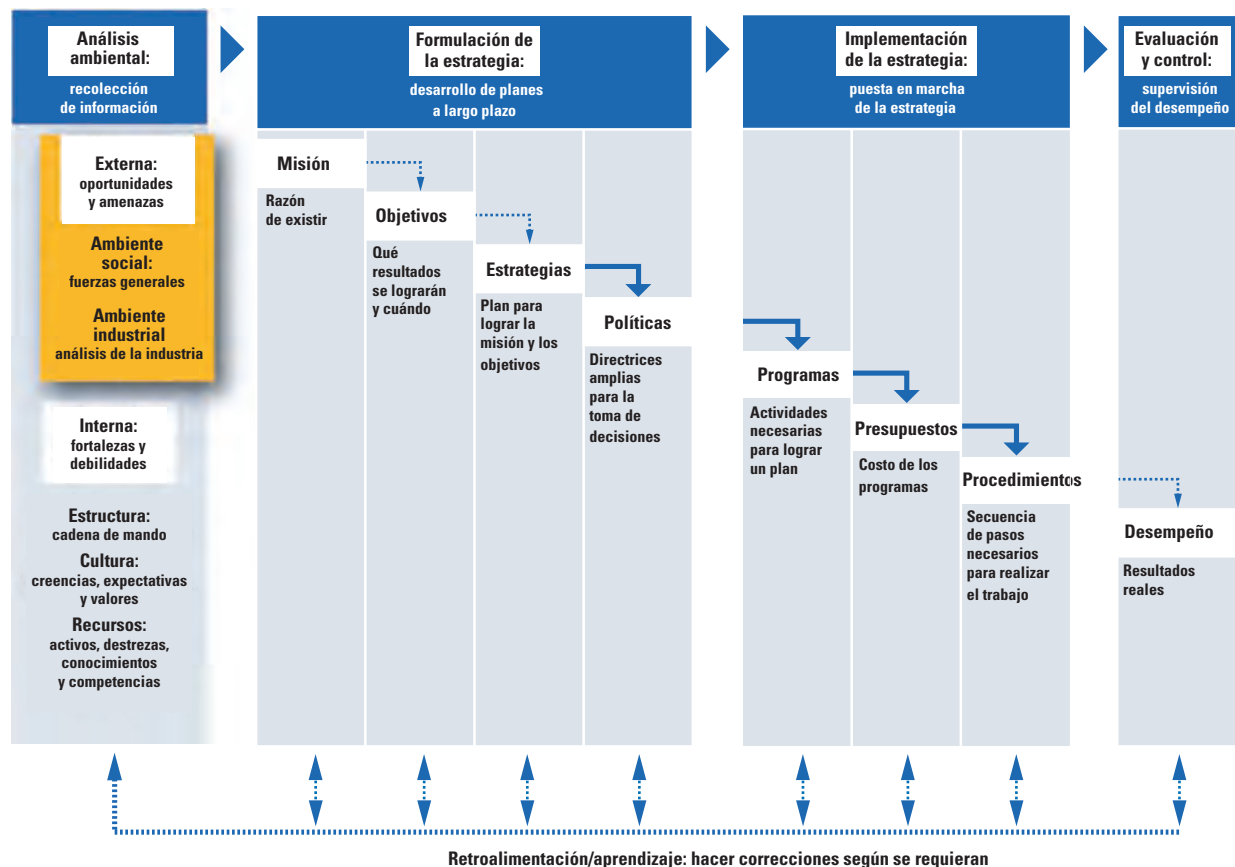 Análisis
ambiental:
recolección
de información
Formulación de
la estrategia:
desarrollo de planes
a largo plazo
Implementación
de la estrategia:
puesta en marcha
de la estrategia
Evaluación
y control:
supervisión
del desempeño
Externa:
oportunidades
y amenazas
Ambiente
social:
fuerzas generales
Ambiente
industrial
análisis de la industria
Interna:
fortalezas y
debilidades
Estructura:
cadena de mando
Cultura:
creencias, expectativas
y valores
Recursos:
activos, destrezas,
conocimientos
y competencias
Misión
Razón
de existir
Objetivos
Qué
resultados
se lograrán
y cuándo
Estrategias
Plan para
lograr la
misión y los
objetivos
Políticas
Directrices
amplias
para la
toma de
decisiones
Programas
Actividades
necesarias
para lograr
un plan
Presupuestos
Costo de los
programas
Procedimientos
Secuencia
de pasos
necesarios
para realizar
el trabajo
Desempeño
Resultados
reales
Retroalimentación/aprendizaje: hacer correcciones según se requieran